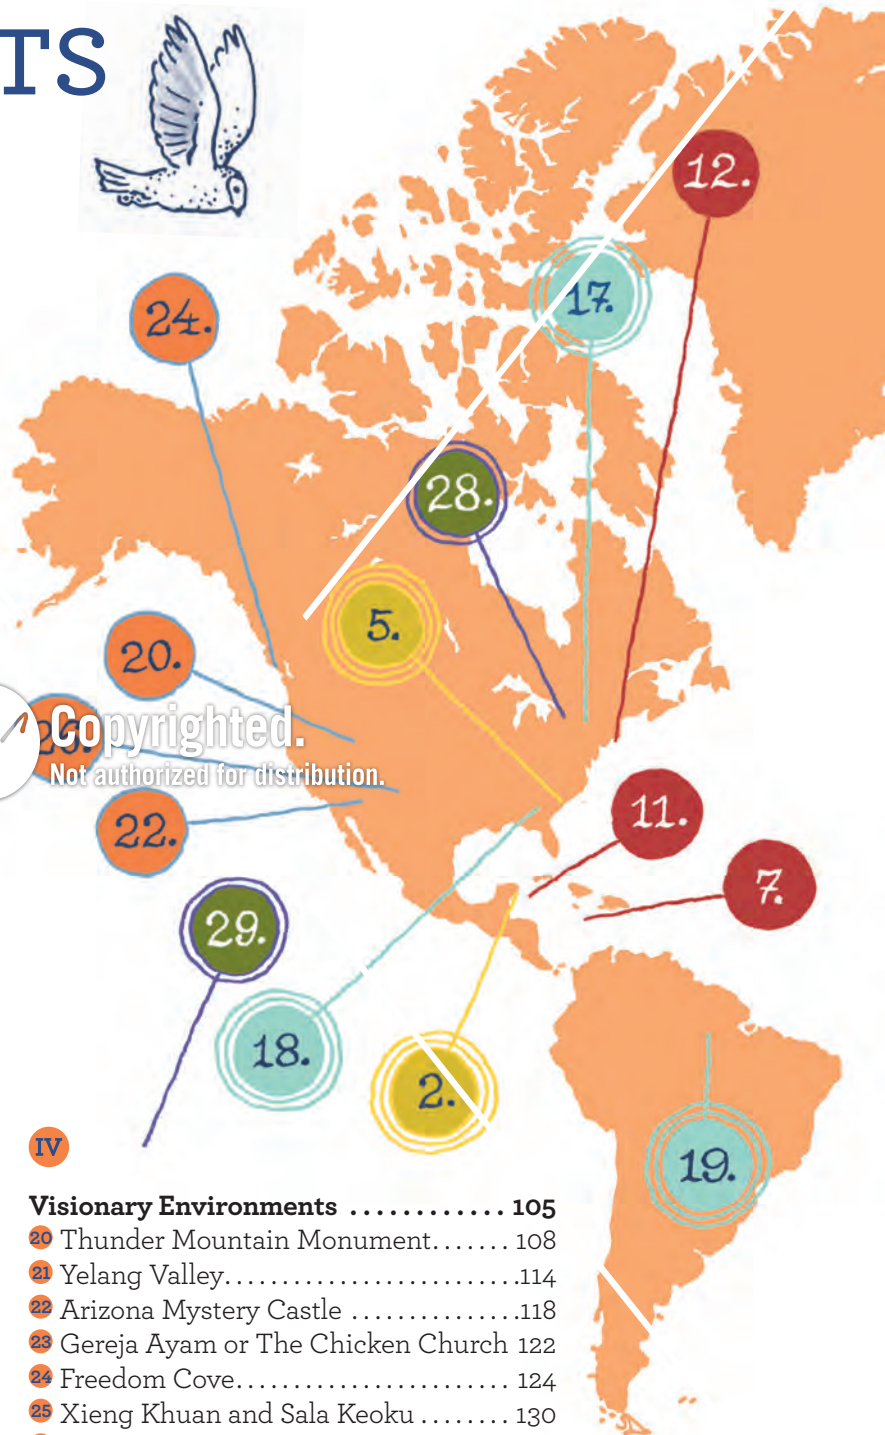 TS
12.
17.
24.
28.
5.
20.
26.
Copyrighted.
Not authorized for distribution.
22.
11.
7.
29.
18.
2.
19.
IV
Visionary Environments ............ 105
20 Thunder Mountain Monument....... 108
21 Yelang Valley..........................114
22 Arizona Mystery Castle ...............118
23 Gereja Ayam or The Chicken Church 122
24 Freedom Cove......................... 124
25 Xieng Khuan and Sala Keoku ........ 130